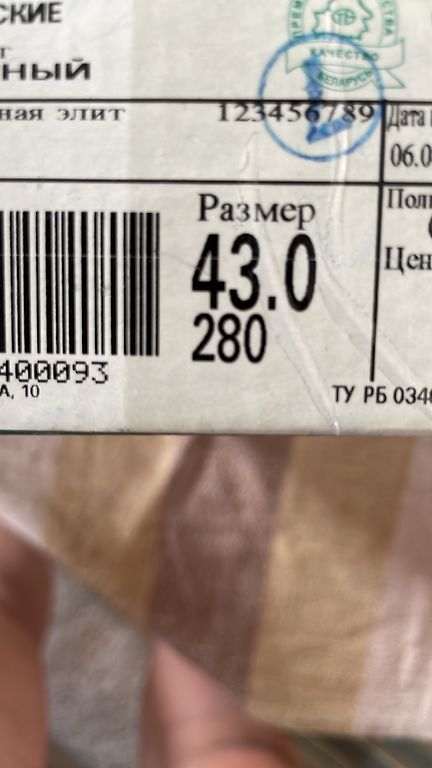 СКИЕ
ный
КАЧЕСТВО
БЕЛАРУСЬ
ная элит 123456789 Дата
06.0
Размер
43.0
280
Цен
400093
А, 10
ТУ РБ 034